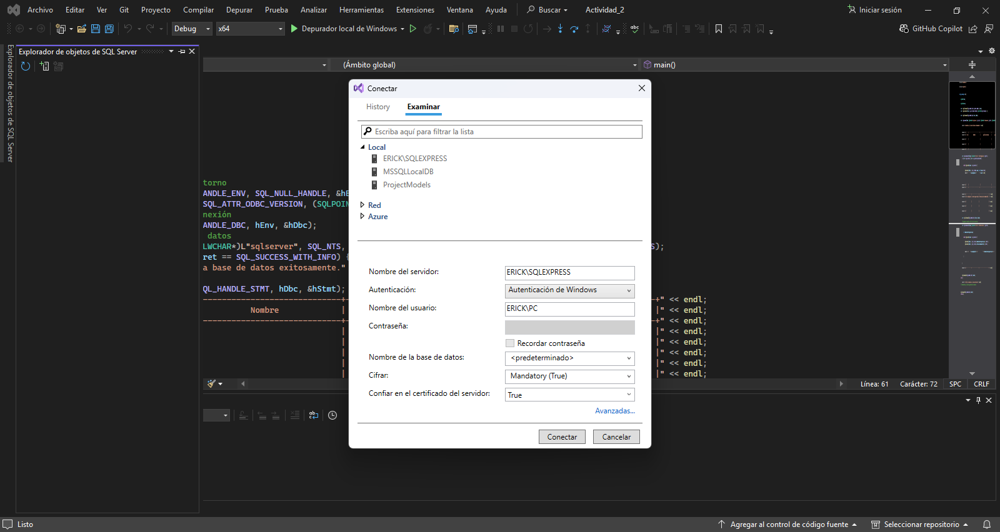 Archivo Editar Ver Git Proyecto Compilar Depurar Prueba Analizar Herramientas Extensiones Ventana Ayuda Buscar Actividad_2 Iniciar sesión
Debug x64 Depurador local de Windows abc GitHub Copilot
Explorador de objetos de SQL Server
Explorador de objetos de SQL Server
(Ámbito global) main()
Conectar
History Examinar
Escriba aquí para filtrar la lista
Local
ERICK\SQLEXPRESS
MSSQLLocalDB
ProjectModels
Red
Azure
Nombre del servidor: ERICK\SQLEXPRESS
Autenticación: Autenticación de Windows
Nombre del usuario: ERICK\PC
Contraseña:
Recordar contraseña
Nombre de la base de datos: <predeterminado>
Cifrar: Mandatory (True)
Confiar en el certificado del servidor: True
Avanzadas...
Conectar Cancelar
torno
ANDLE_ENV, SQL_NULL_HANDLE, &hE
SQL_ATTR_ODBC_VERSION, (SQLPOIN
nexión
ANDLE_DBC, hEnv, &hDbc);
datos
LWCHAR*)L"sqlserver", SQL_NTS, S);
ret == SQL_SUCCESS_WITH_INFO) {
a base de datos exitosamente."
QL_HANDLE_STMT, hDbc, &hStmt);
-----------------------------+- -+" << endl;
Nombre | |" << endl;
-----------------------------+- -+" << endl;
| |" << endl;
| |" << endl;
| |" << endl;
| |" << endl;
| |" << endl;
Línea: 61 Carácter: 72 SPC CRLF
Listo Agregar al control de código fuente Seleccionar repositorio